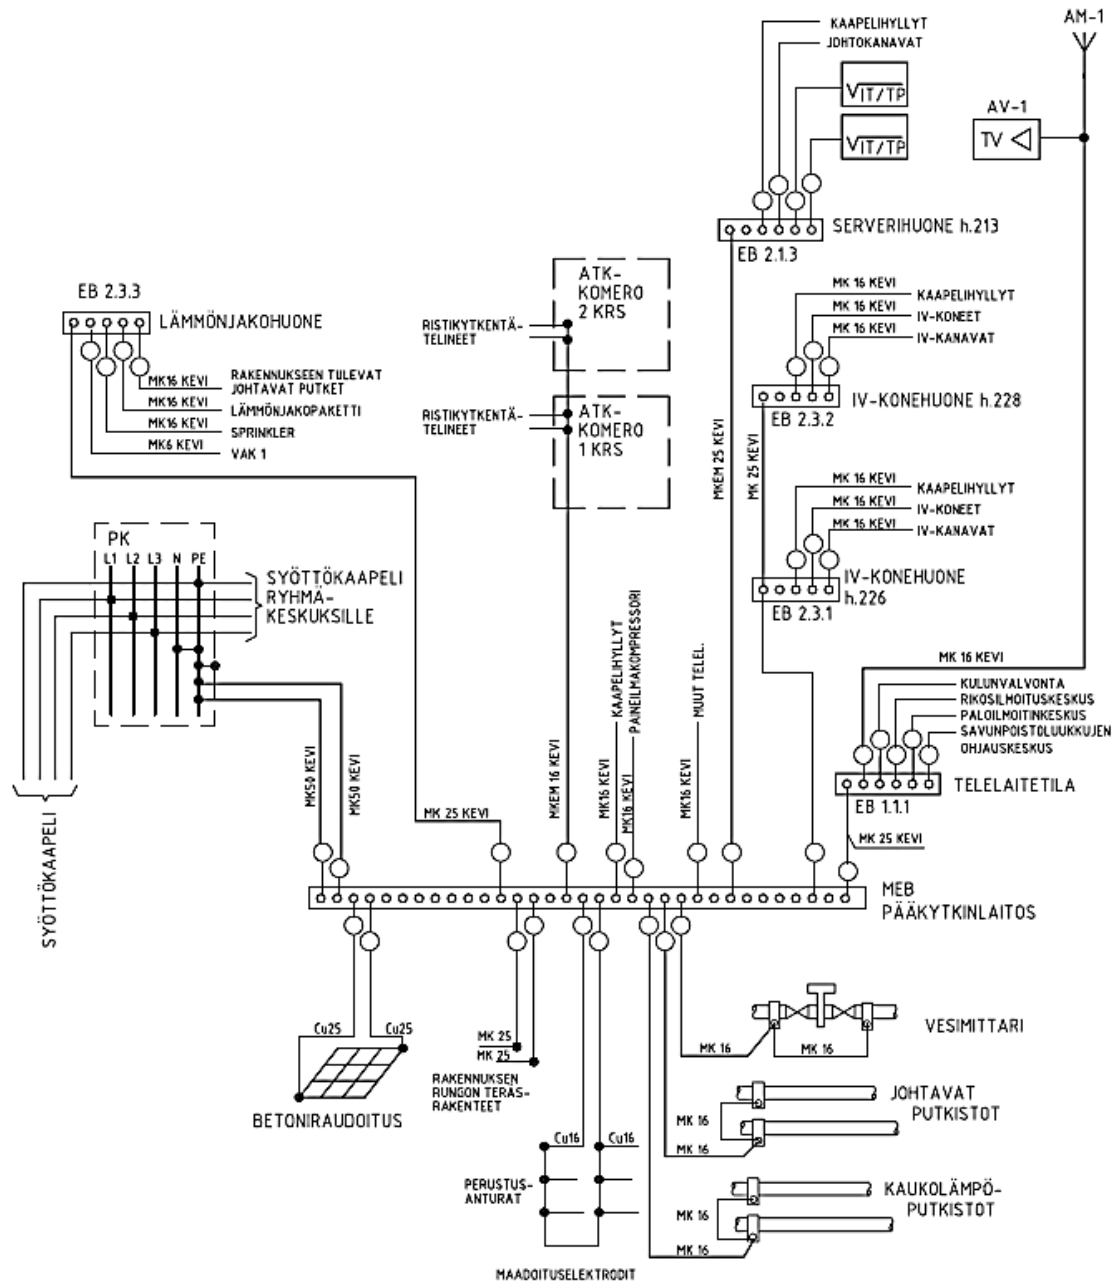 KAAPELIHYLLYT
JOHTOKANAVAT
AM-1
VIT/TP
VIT/TP
AV-1
TV
SERVERIHUONE h.213
EB 2.1.3
EB 2.3.3
LÄMMÖNJAKOHUONE
MK16 KEVI
RAKENNUKSEEN TULEVAT
JOHTAVAT PUTKET
MK16 KEVI
LÄMMÖNJAKOPAKETTI
MK16 KEVI
SPRINKLER
MK6 KEVI
VAK 1
ATK-
KOMERO
2 KRS
RISTIKYTKENTÄ-
TELINEET
ATK-
KOMERO
1 KRS
RISTIKYTKENTÄ-
TELINEET
MK 16 KEVI
KAAPELIHYLLYT
MK 16 KEVI
IV-KONEET
MK 16 KEVI
IV-KANAVAT
IV-KONEHUONE h.228
EB 2.3.2
MKEM 25 KEVI
MK 25 KEVI
MK 16 KEVI
KAAPELIHYLLYT
MK 16 KEVI
IV-KONEET
MK 16 KEVI
IV-KANAVAT
IV-KONEHUONE
h.226
EB 2.3.1
PK
L1 L2 L3 N PE
SYÖTTÖKAAPELI
RYHMÄ-
KESKUKSILLE
SYÖTTÖKAAPELI
MK50 KEVI
MK50 KEVI
MK 25 KEVI
MKEM 16 KEVI
MK16 KEVI
KAAPELIHYLLYT
MK16 KEVI
PAINEILMAKOMPRESSORI
MK16 KEVI
MUUT TELEL.
MK 16 KEVI
KULUNVALVONTA
RIKOSILMOITUSKESKUS
PALOILMOITINKESKUS
SAVUNPOISTOLUUKKUJEN
OHJAUSKESKUS
TELELAITETILA
EB 1.1.1
MK 25 KEVI
MEB
PÄÄKYTKINLAITOS
Cu25
Cu25
BETONIRAUDOITUS
MK 25
MK 25
RAKENNUKSEN
RUNGON TERÄS-
RAKENTEET
Cu16
Cu16
PERUSTUS-
ANTURAT
MAADOITUSELEKTRODIT
MK 16
MK 16
VESIMITTARI
MK 16
MK 16
JOHTAVAT
PUTKISTOT
MK 16
MK 16
KAUKOLÄMPÖ-
PUTKISTOT